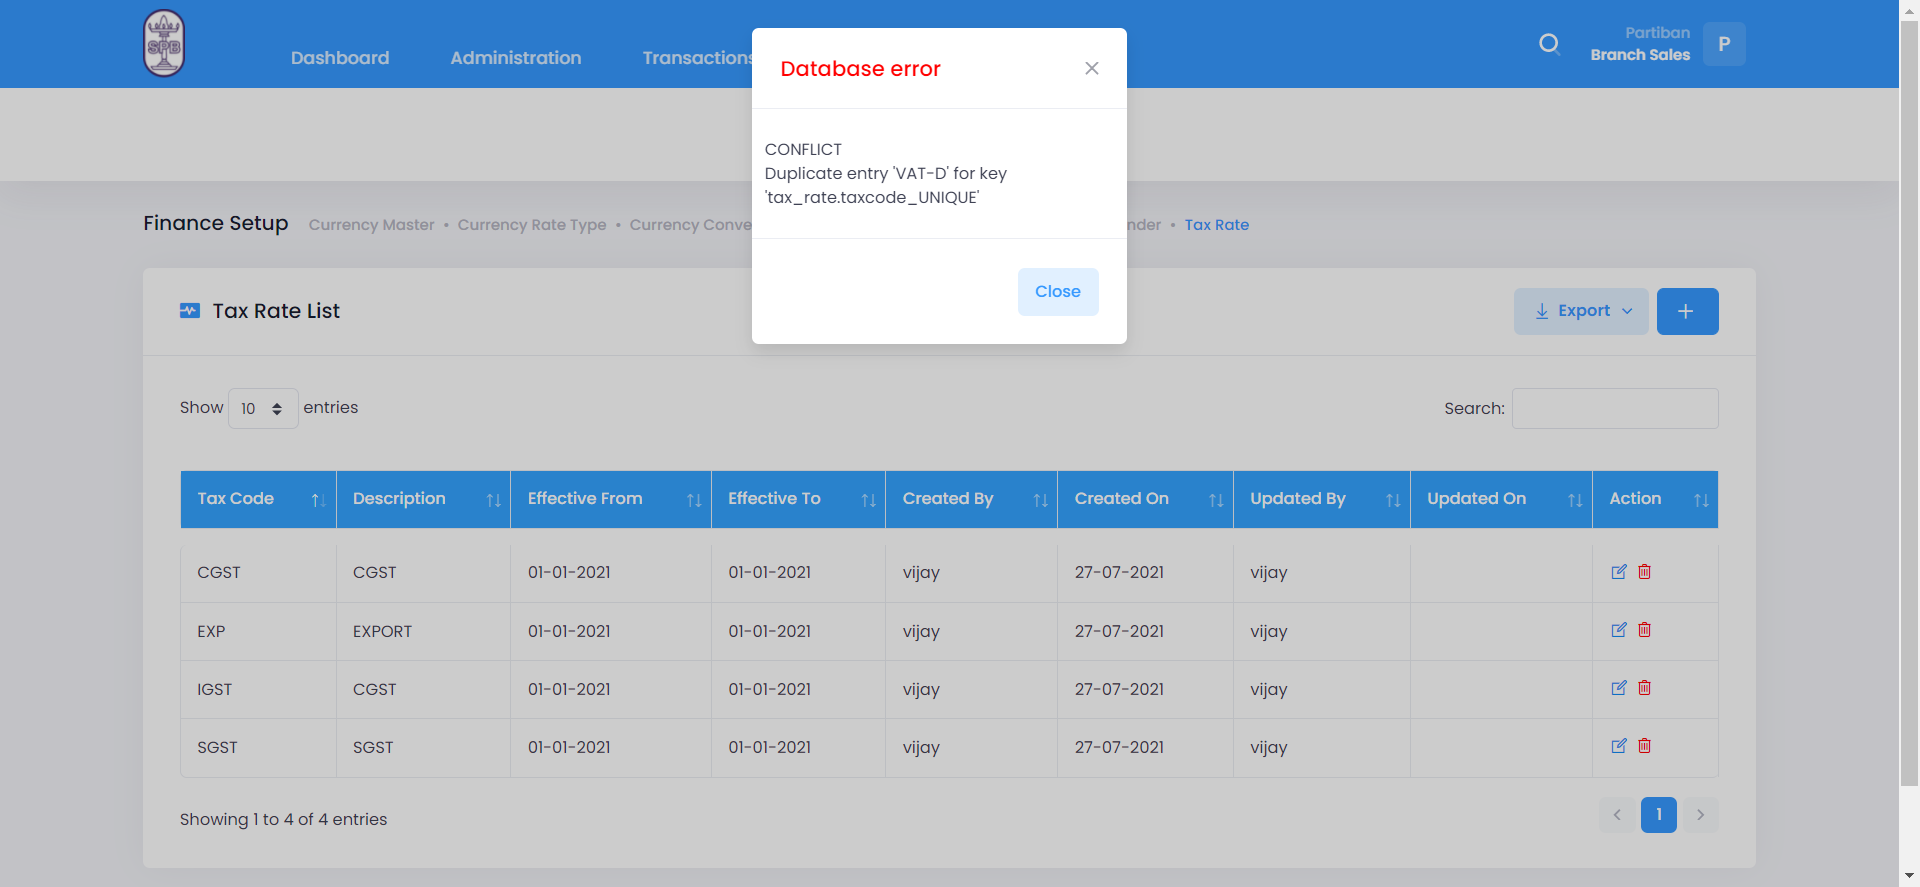 SPB
Dashboard
Administration
Transactions
Partiban
Branch Sales
P
Database error
CONFLICT
Duplicate entry 'VAT-D' for key
'tax_rate.taxcode_UNIQUE'
Close
Finance Setup Currency Master • Currency Rate Type • Currency • Tax Rate
Tax Rate List
Export
Show 10 entries
Search:
Tax Code Description Effective From Effective To Created By Created On Updated By Updated On Action
CGST CGST 01-01-2021 01-01-2021 vijay 27-07-2021 vijay
EXP EXPORT 01-01-2021 01-01-2021 vijay 27-07-2021 vijay
IGST CGST 01-01-2021 01-01-2021 vijay 27-07-2021 vijay
SGST SGST 01-01-2021 01-01-2021 vijay 27-07-2021 vijay
Showing 1 to 4 of 4 entries
1